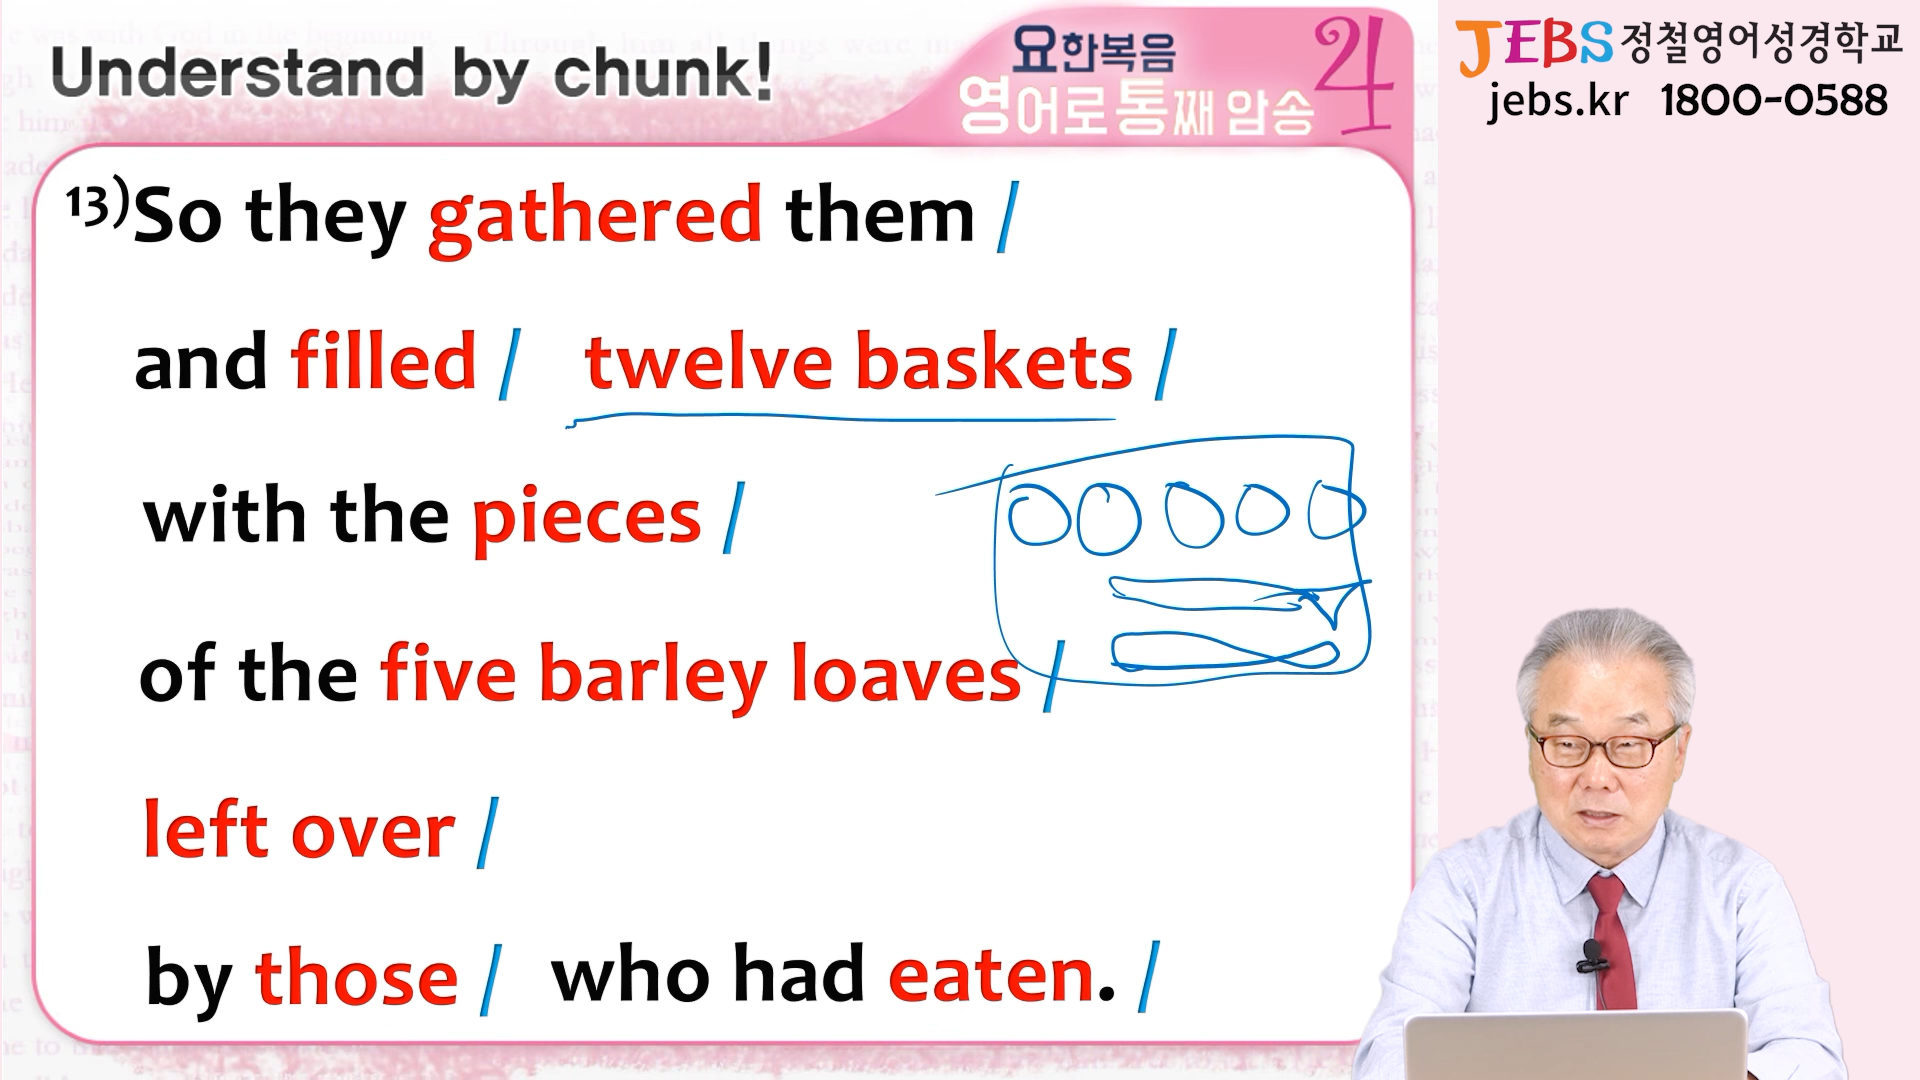 Understand by chunk!
요한복음
영어로 통째 암송 4
JEBS 정철영어성경학교
jebs.kr 1800-0588
13)So they gathered them /
and filled / twelve baskets /
with the pieces /
of the five barley loaves /
left over /
by those / who had eaten. /